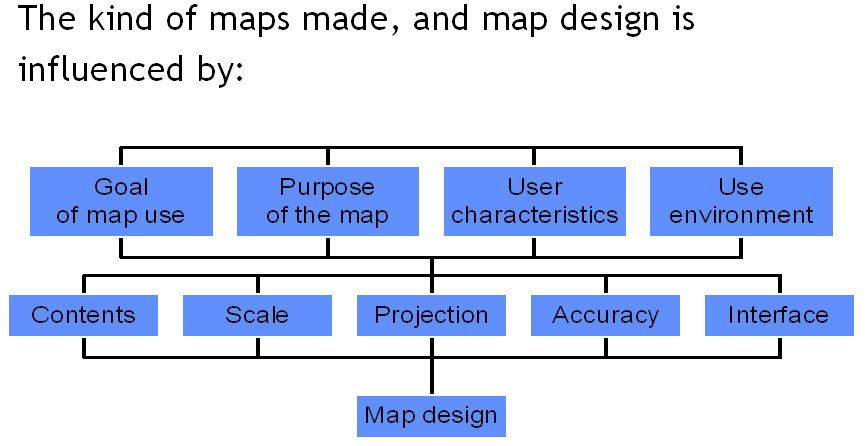 The kind of maps made, and map design is
influenced by:
Goal
of map use
Purpose
of the map
User
characteristics
Use
environment
Contents
Scale
Projection
Accuracy
Interface
Map design